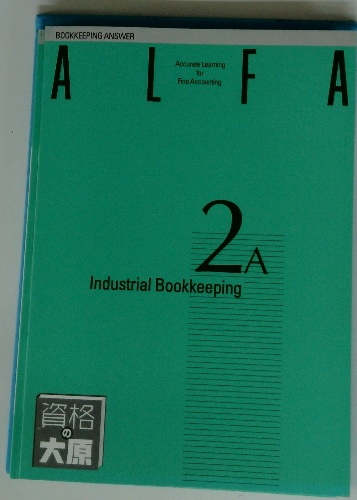 BOOKKEEPING ANSWER
A L F A
Accurate Learning
for
Fine Accounting
2A
Industrial Bookkeeping
資格
の
大原